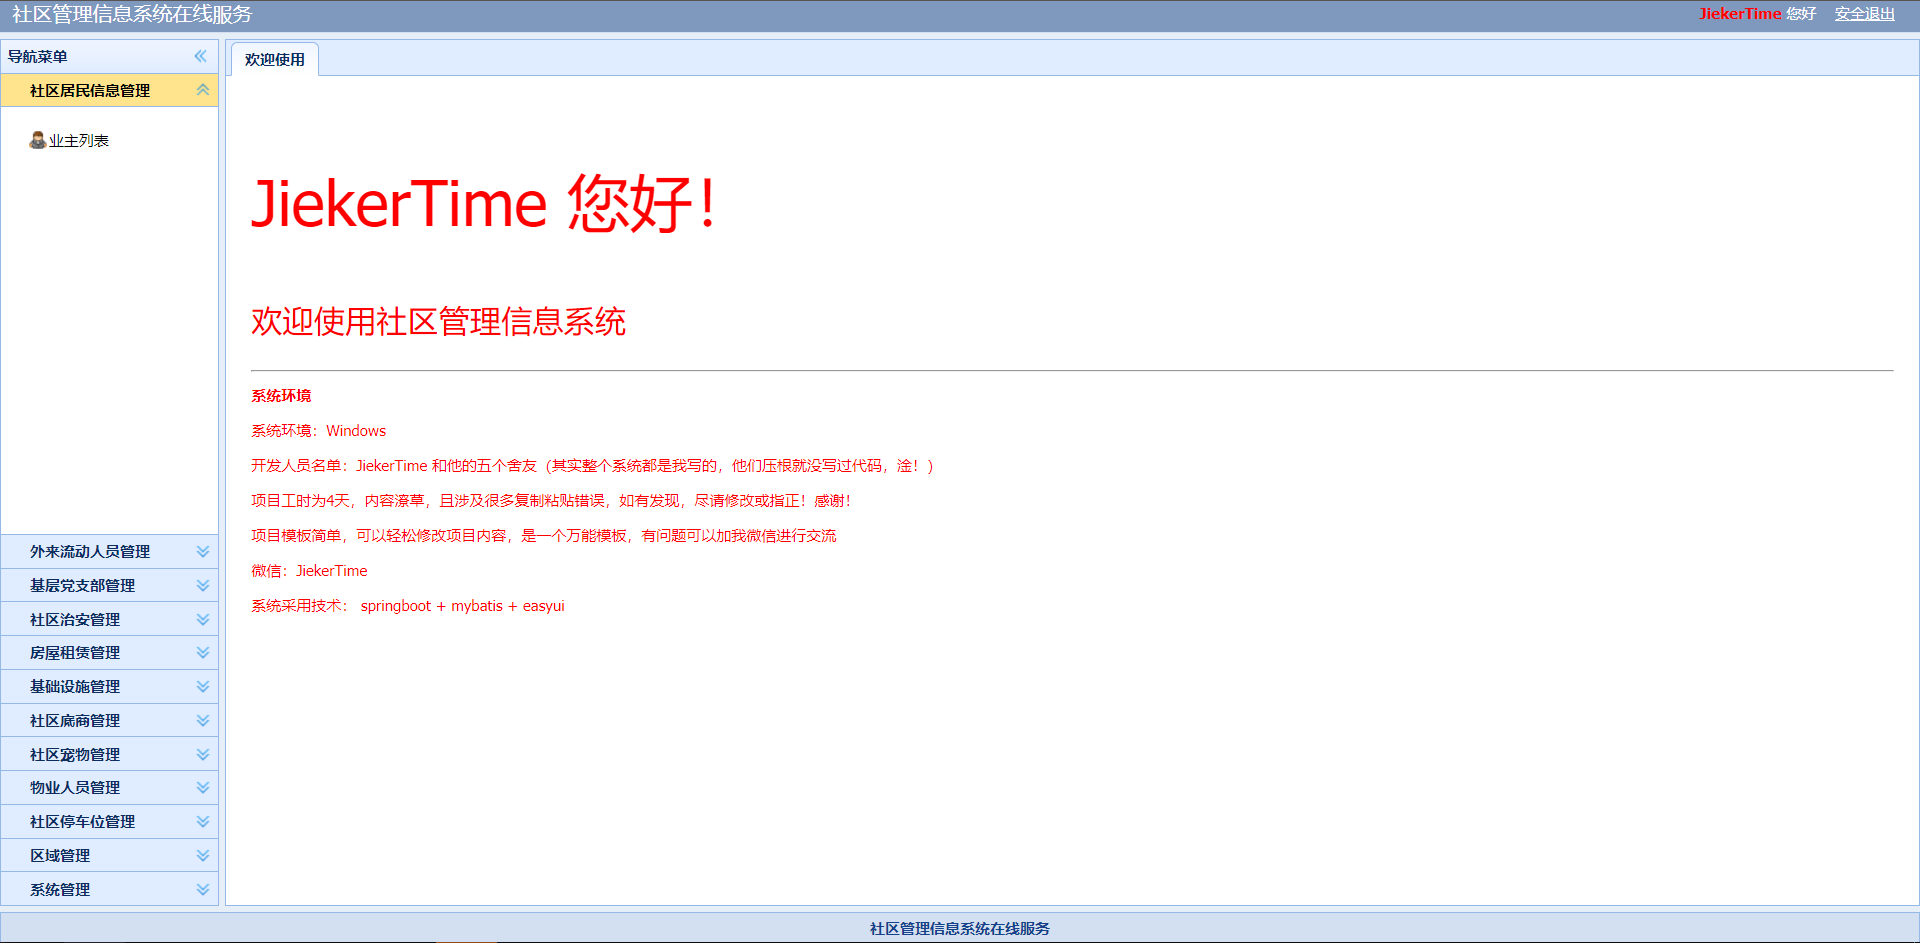 社区管理信息系统在线服务
JiekerTime 您好 安全退出
导航菜单
社区居民信息管理
业主列表
外来流动人员管理
基层党支部管理
社区治安管理
房屋租赁管理
基础设施管理
社区底商管理
社区宠物管理
物业人员管理
社区停车位管理
区域管理
系统管理
欢迎使用
JiekerTime 您好！
欢迎使用社区管理信息系统
系统环境
系统环境：Windows
开发人员名单：JiekerTime 和他的五个舍友（其实整个系统都是我写的，他们压根就没写过代码，淦！）
项目工时为4天，内容潦草，且涉及很多复制粘贴错误，如有发现，尽请修改或指正！感谢！
项目模板简单，可以轻松修改项目内容，是一个万能模板，有问题可以加我微信进行交流
微信：JiekerTime
系统采用技术： springboot + mybatis + easyui
社区管理信息系统在线服务